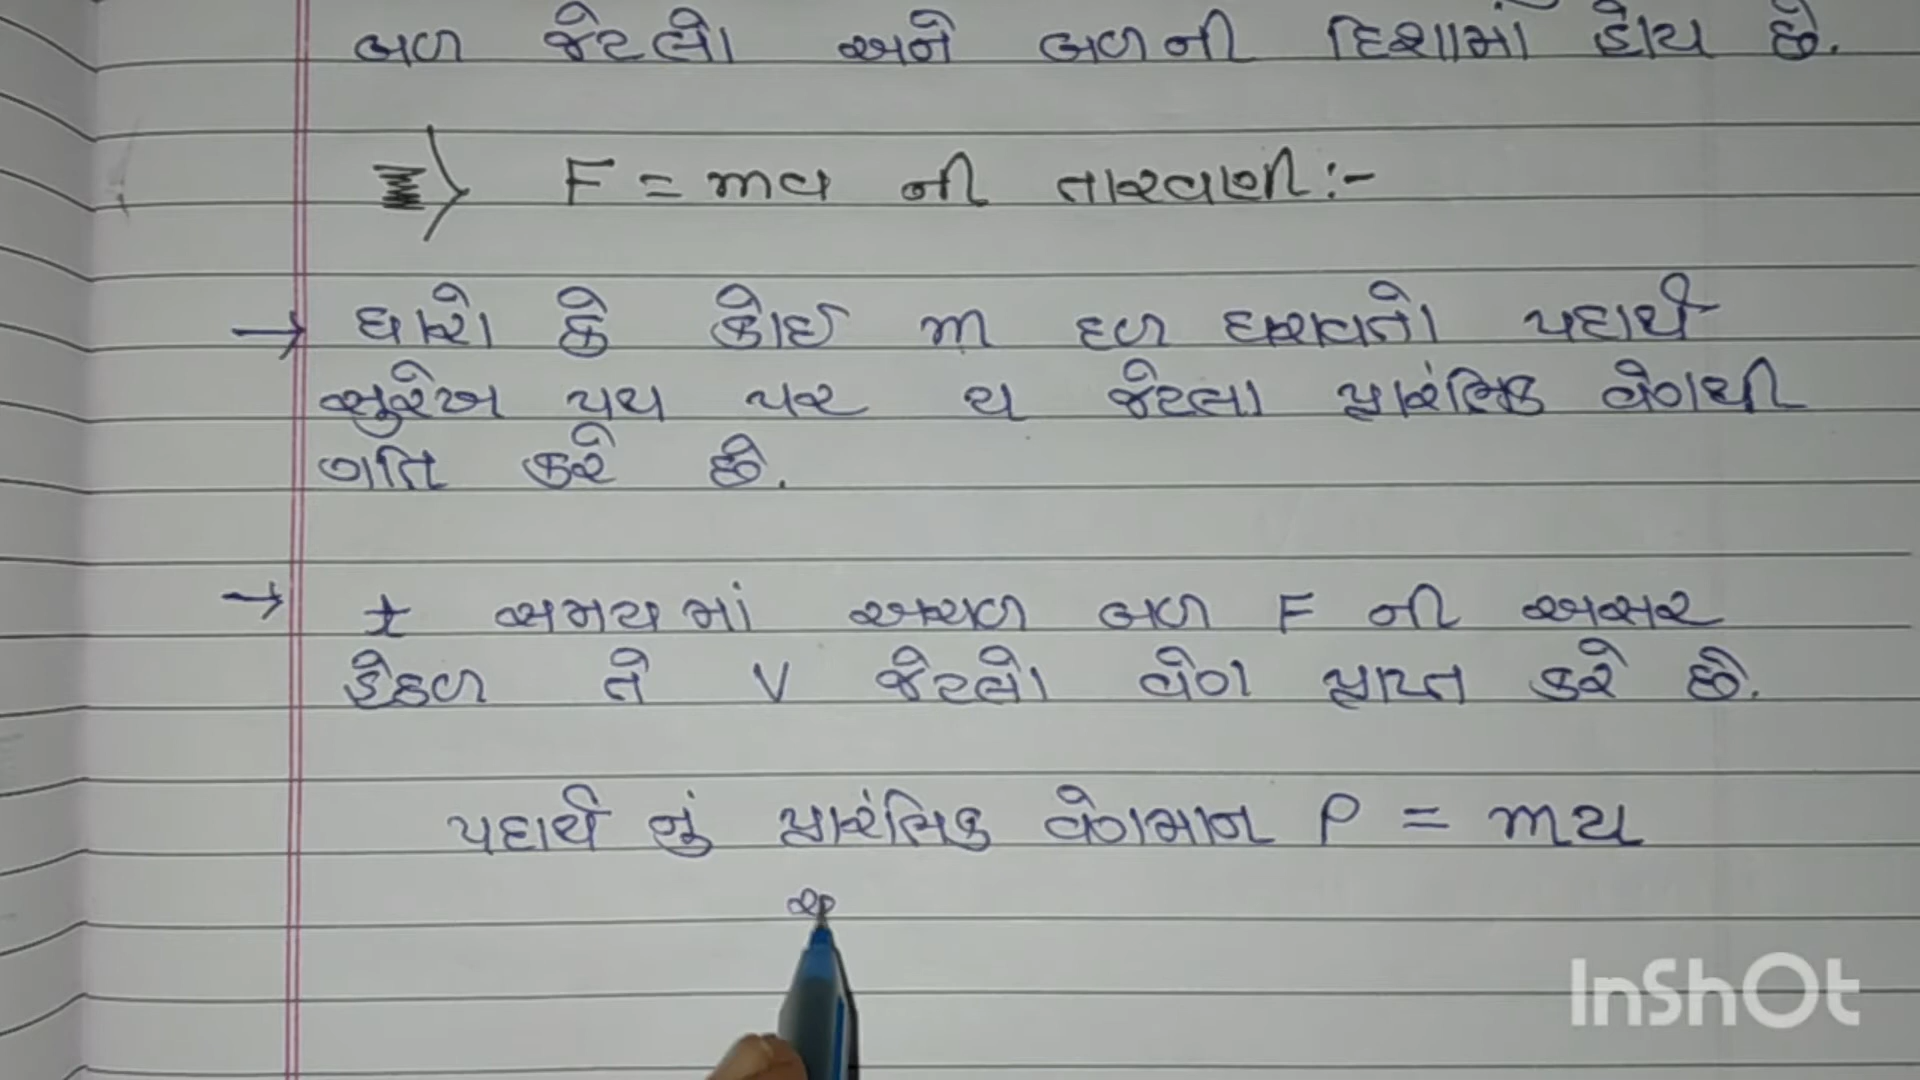 બળ જેટલો અને બળની દિશામાં હોય છે.
F = ma ની તારવણી:-
→ ધારો કે કોઈ m દળ ધરાવતો પદાર્થ
સુરેખ પથ પર u જેટલા પ્રારંભિક વેગથી
ગતિ કરે છે.
→ t સમયમાં અચળ બળ F ની અસર
હેઠળ તે v જેટલો વેગ પ્રાપ્ત કરે છે.
પદાર્થ નું પ્રારંભિક વેગમાન P = mu
InShOt